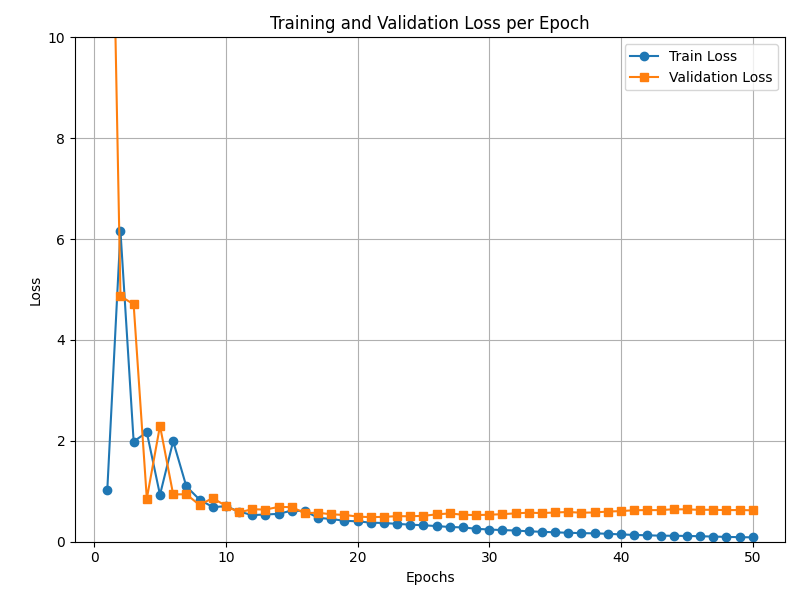 Training and Validation Loss per Epoch
Train Loss
Validation Loss
10
8
6
4
2
0
Loss
0 10 20 30 40 50
Epochs